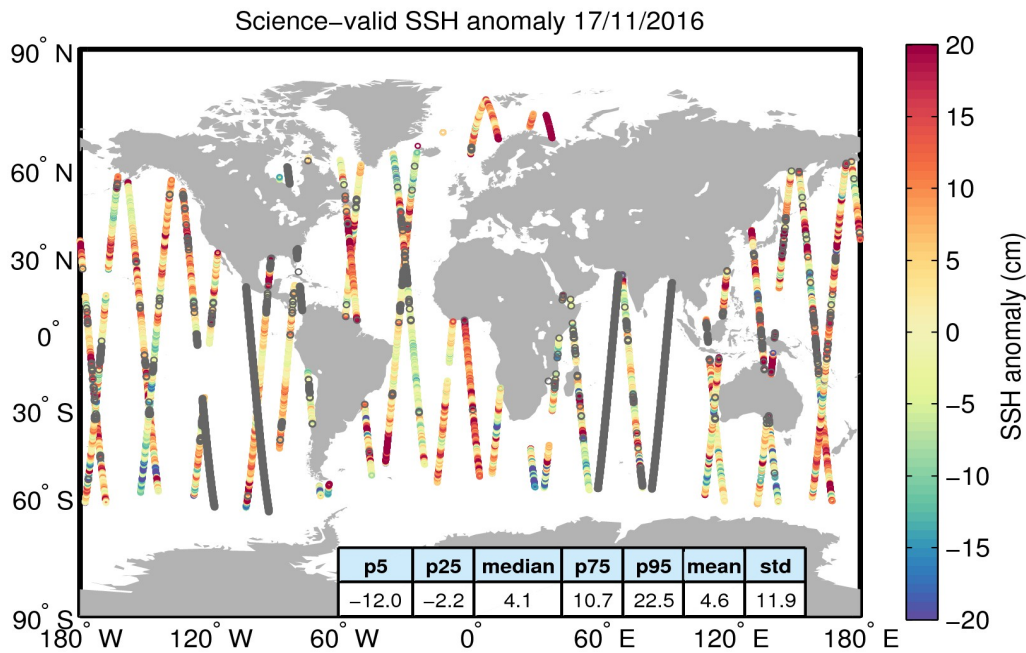 Science−valid SSH anomaly 17/11/2016
90° N
60° N
30° N
0°
30° S
60° S
90° S
180° W 120° W 60° W 0° 60° E 120° E 180° E
p5 p25 median p75 p95 mean std
−12.0 −2.2 4.1 10.7 22.5 4.6 11.9
20
15
10
5
0
−5
−10
−15
−20
SSH anomaly (cm)